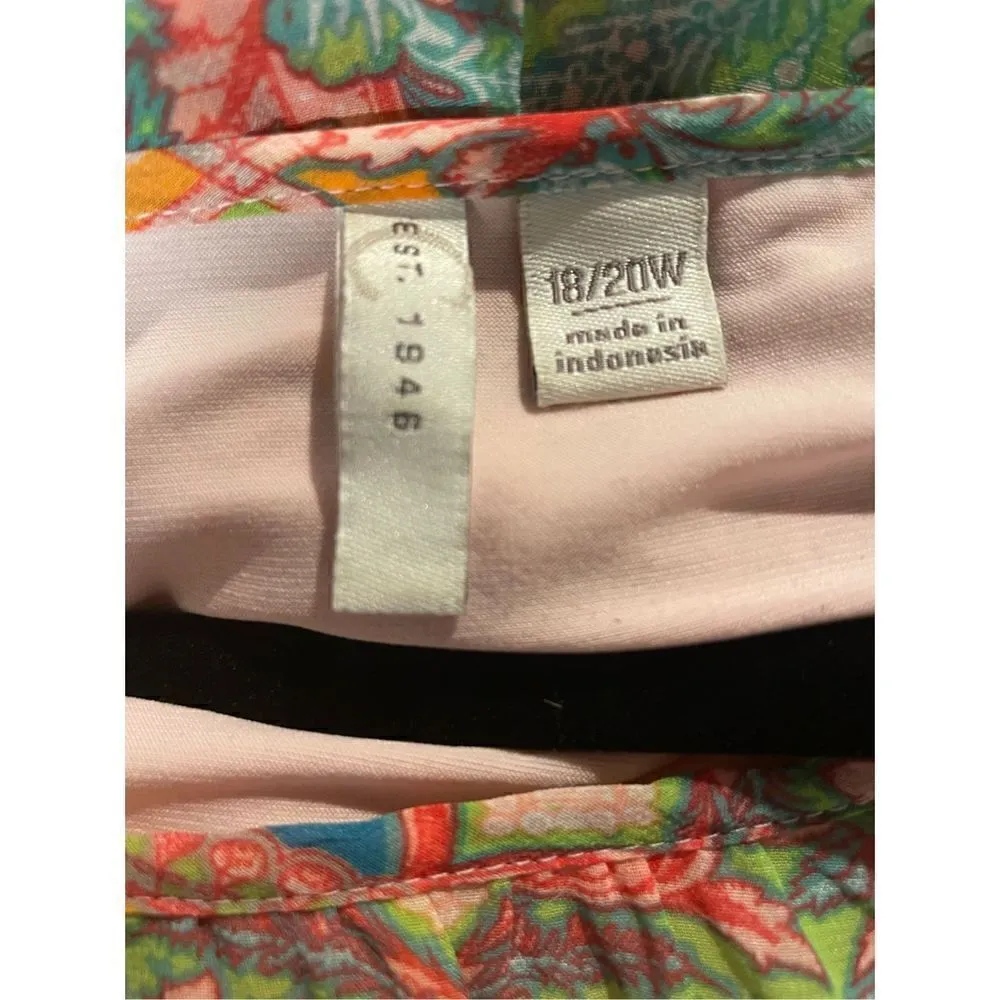 EST. 1946
18/20W
made in
indonesia